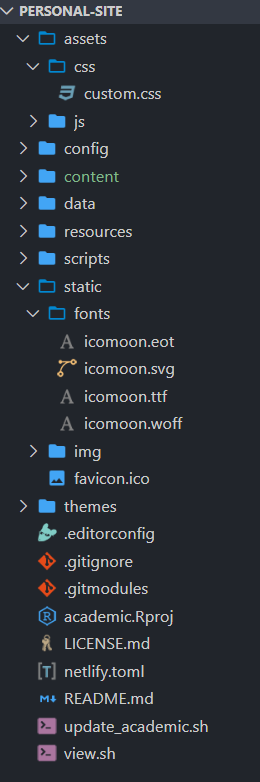 PERSONAL-SITE
assets
css
custom.css
js
config
content
data
resources
scripts
static
fonts
icomoon.eot
icomoon.svg
icomoon.ttf
icomoon.woff
img
favicon.ico
themes
.editorconfig
.gitignore
.gitmodules
academic.Rproj
LICENSE.md
netlify.toml
README.md
update_academic.sh
view.sh